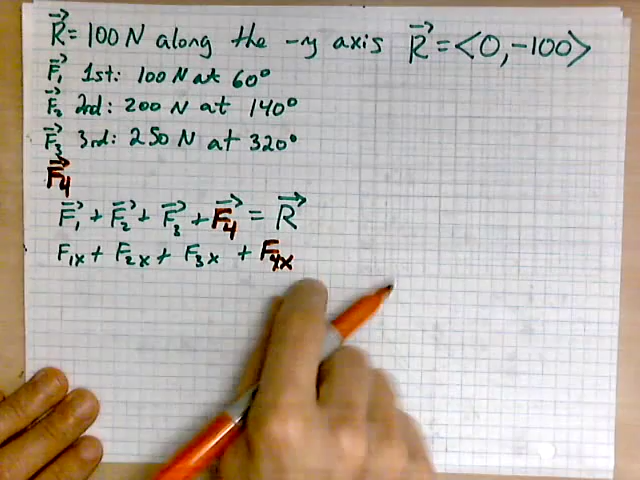 R⃗ = 100 N along the -y axis R⃗ = <0, -100>
F⃗₁ 1st: 100 N at 60°
F⃗₂ 2rd: 200 N at 140°
F⃗₃ 3rd: 250 N at 320°
F⃗₄
F⃗₁ + F⃗₂ + F⃗₃ + F⃗₄ = R⃗
F₁ₓ + F₂ₓ + F₃ₓ + F₄ₓ